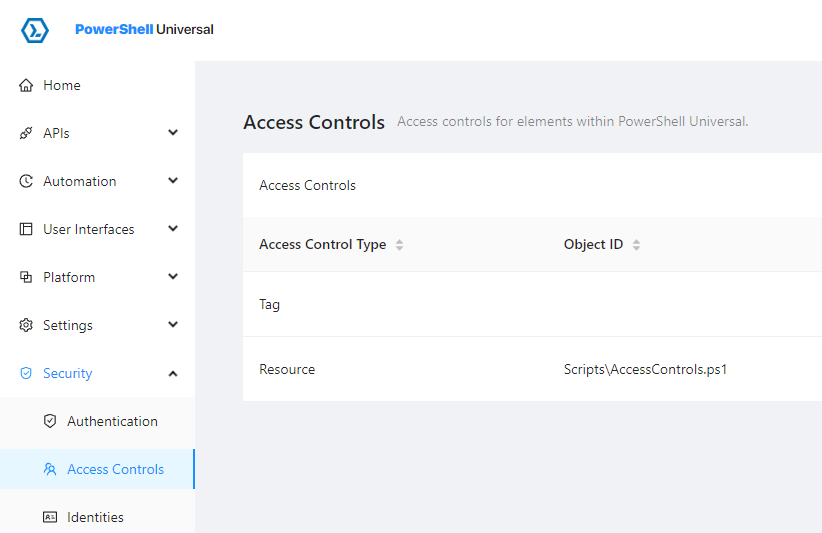 PowerShell Universal
Home
APIs
Automation
User Interfaces
Platform
Settings
Security
Authentication
Access Controls
Identities
Access Controls Access controls for elements within PowerShell Universal.
Access Controls
Access Control Type Object ID
Tag
Resource Scripts\AccessControls.ps1